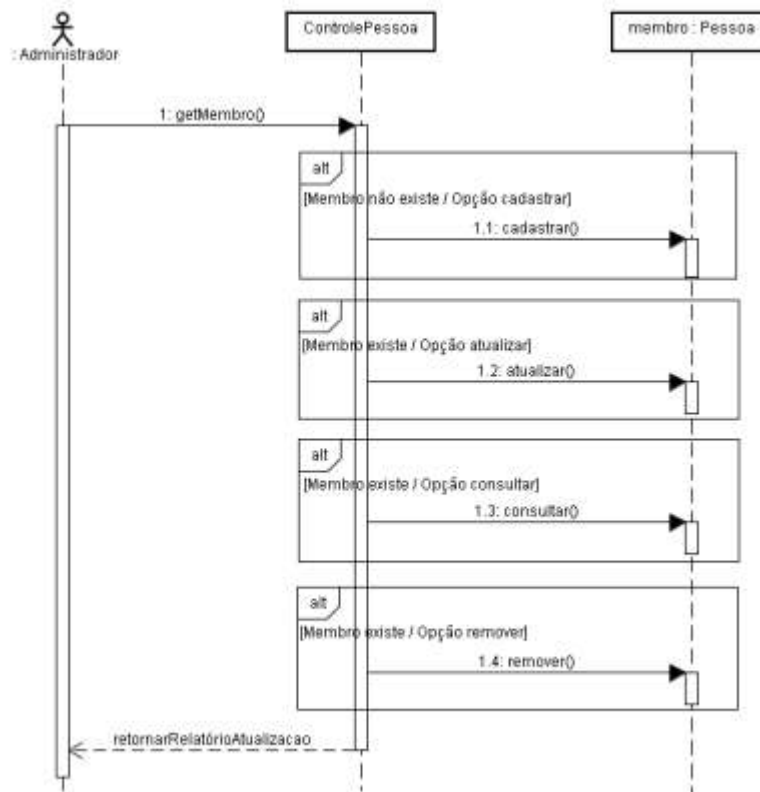 : Administrador
ControlePessoa
membro : Pessoa
1: getMembro()
alt
[Membro não existe / Opção cadastrar]
1.1: cadastrar()
alt
[Membro existe / Opção atualizar]
1.2: atualizar()
alt
[Membro existe / Opção consultar]
1.3: consultar()
alt
[Membro existe / Opção remover]
1.4: remover()
retornarRelatórioAtualizacao